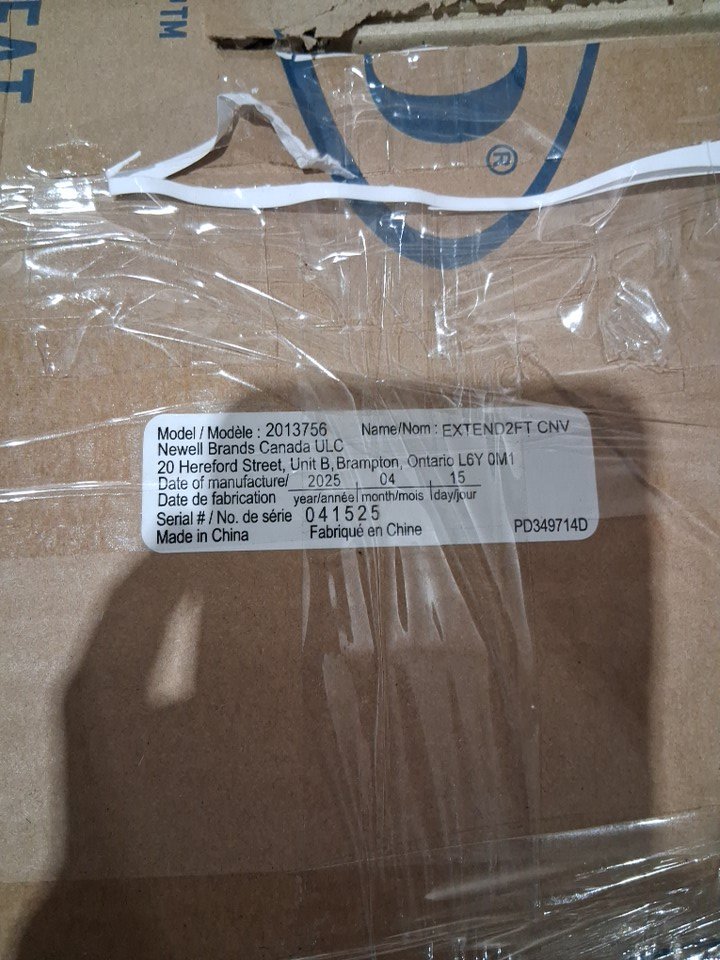 EAT
PTM
®
Model / Modèle : 2013756 Name/Nom : EXTEND2FT CNV
Newell Brands Canada ULC
20 Hereford Street, Unit B, Brampton, Ontario L6Y 0M1
Date of manufacture/ 2025 04 15
Date de fabrication year/année month/mois day/jour
Serial # / No. de série 041525
Made in China Fabriqué en Chine PD349714D